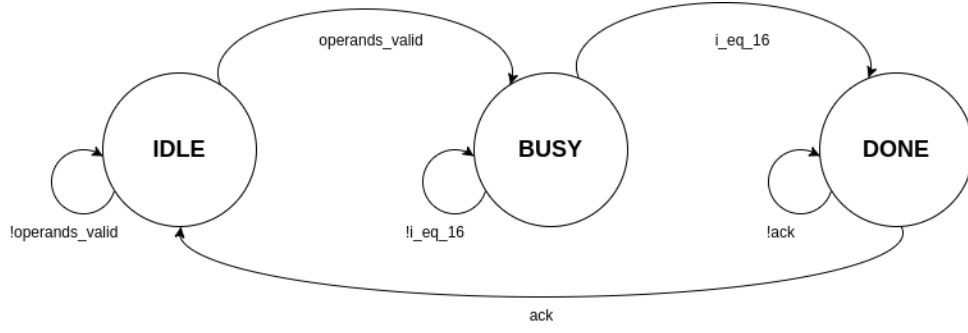 operands_valid
i_eq_16
IDLE
BUSY
DONE
!operands_valid
!i_eq_16
!ack
ack